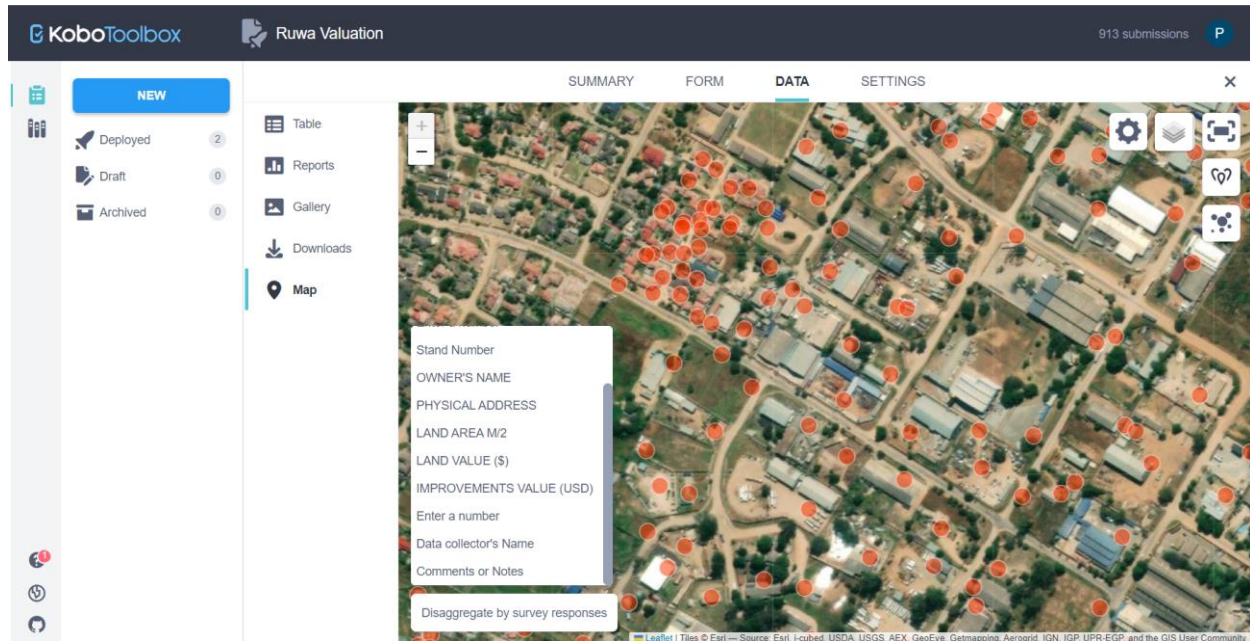 KoboToolbox
Ruwa Valuation
913 submissions
P
NEW
Deployed 2
Draft 0
Archived 0
1
SUMMARY
FORM
DATA
SETTINGS
×
Table
Reports
Gallery
Downloads
Map
+
−
Stand Number
OWNER'S NAME
PHYSICAL ADDRESS
LAND AREA M/2
LAND VALUE ($)
IMPROVEMENTS VALUE (USD)
Enter a number
Data collector's Name
Comments or Notes
Disaggregate by survey responses
Leaflet | Tiles © Esri — Source: Esri, i-cubed, USDA, USGS, AEX, GeoEye, Getmapping, Aerogrid, IGN, IGP, UPR-EGP, and the GIS User Community